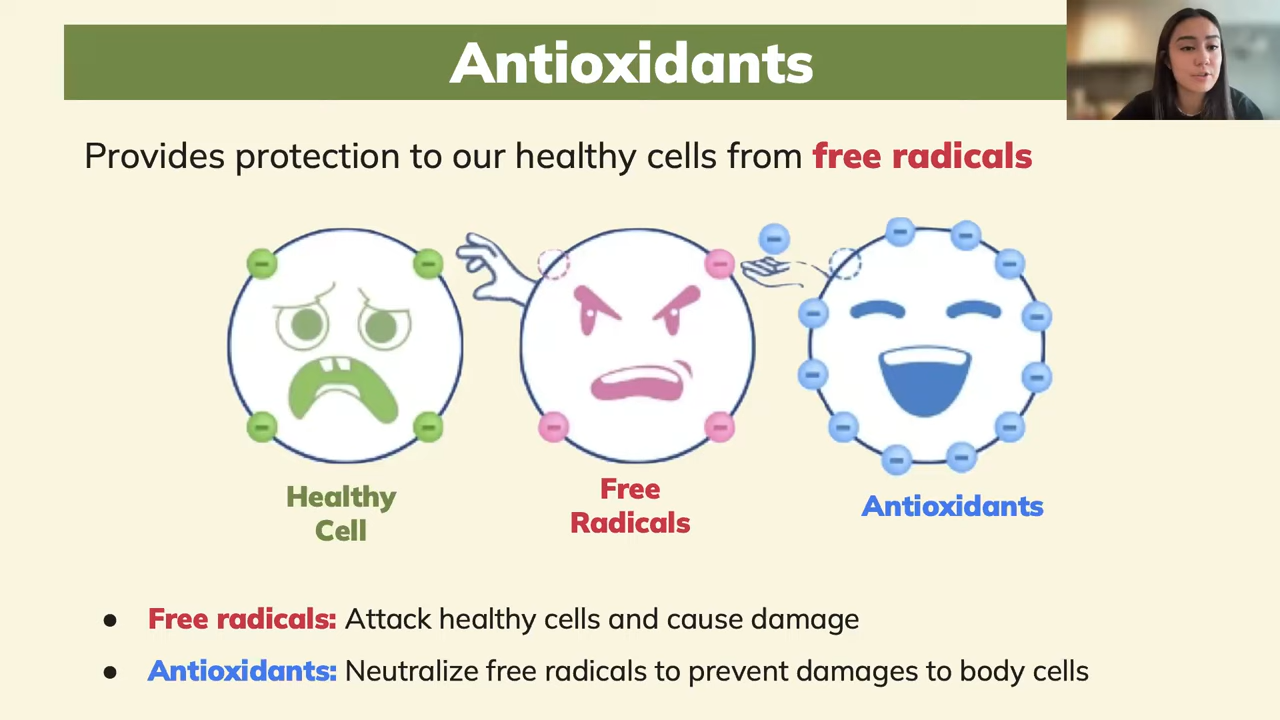 Antioxidants
Provides protection to our healthy cells from free radicals
Healthy
Cell
Free
Radicals
Antioxidants
● Free radicals: Attack healthy cells and cause damage
● Antioxidants: Neutralize free radicals to prevent damages to body cells